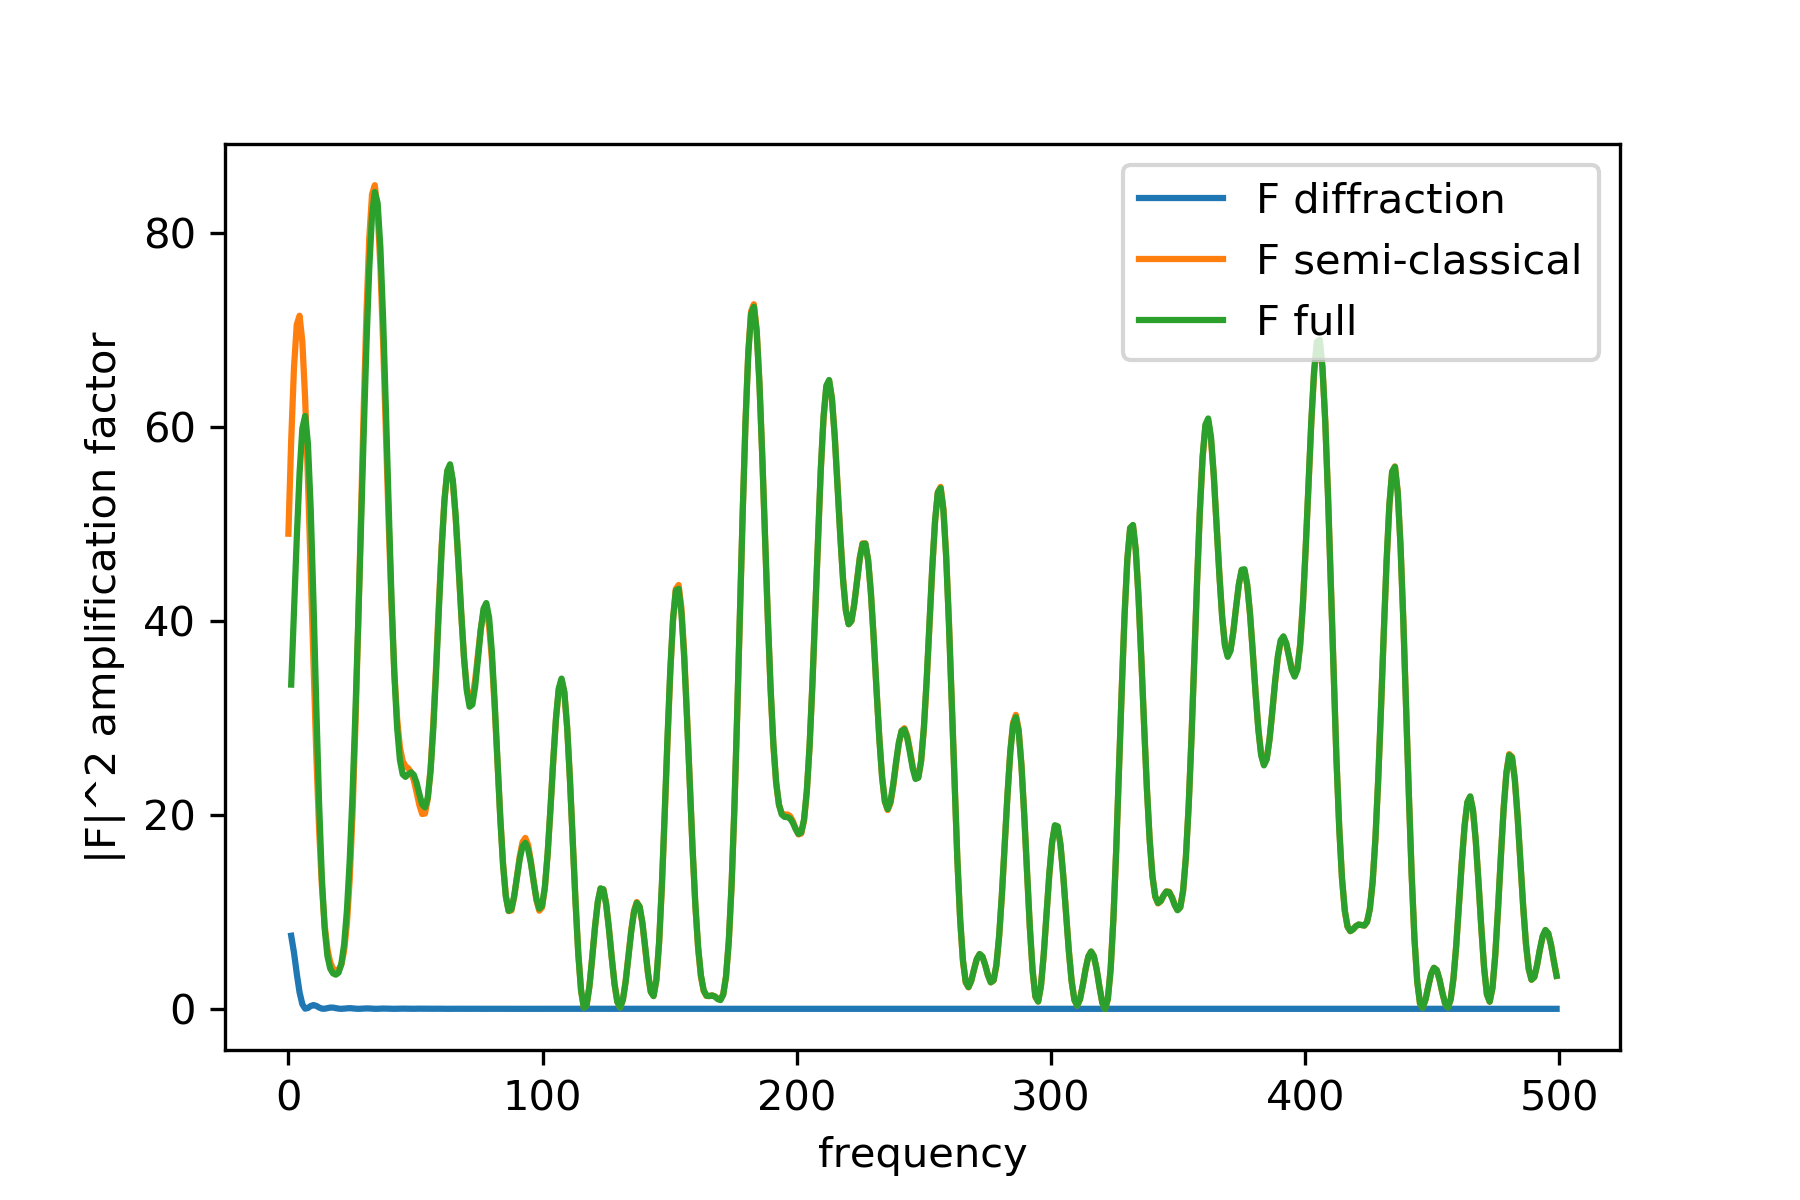 F diffraction
F semi-classical
F full
80
60
40
20
0
|F|^2 amplification factor
0 100 200 300 400 500
frequency